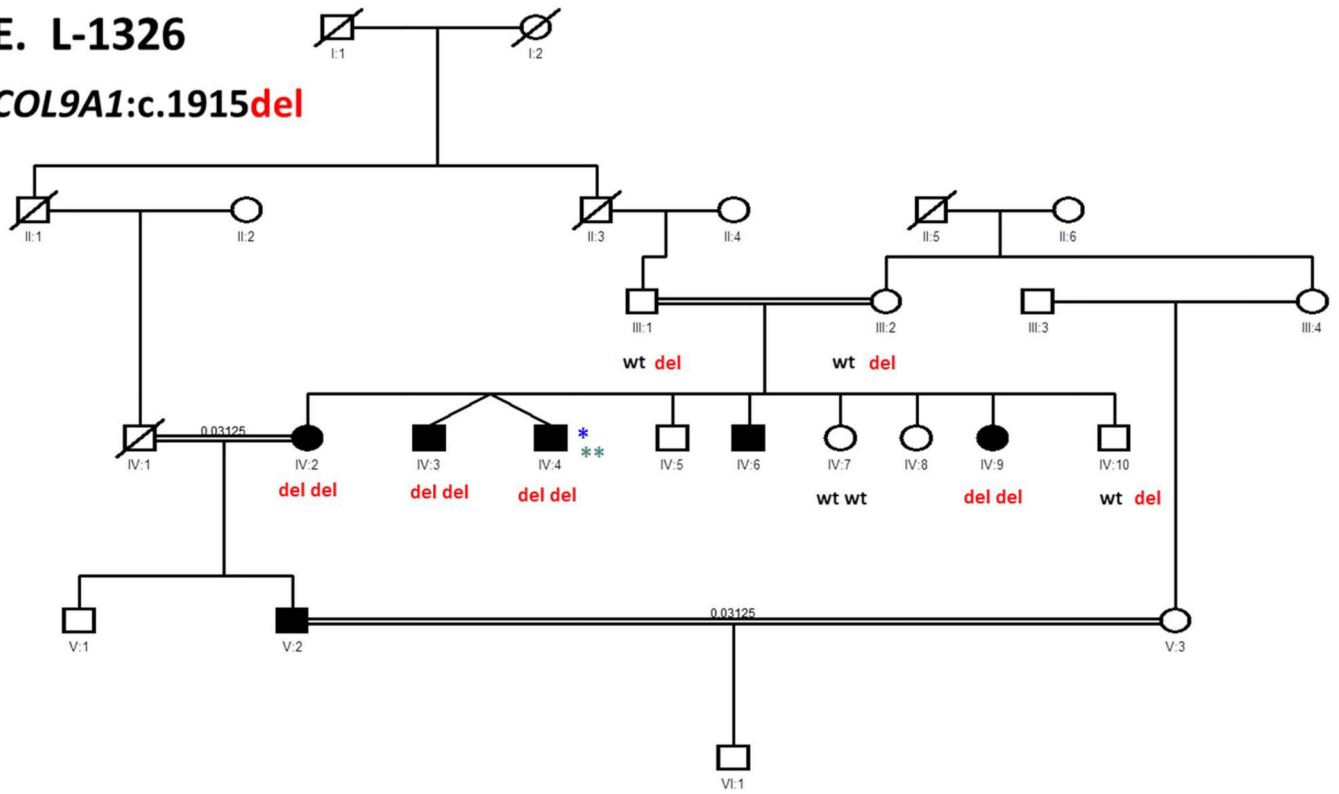 E. L-1326
COL9A1:c.1915del
I:1 I:2
II:1 II:2 II:3 II:4 II:5 II:6
III:1 III:2 III:3 III:4
wt del wt del
0.03125
IV:1 IV:2 IV:3 IV:4 * ** IV:5 IV:6 IV:7 IV:8 IV:9 IV:10
del del del del del del wt wt del del wt del
0.03125
V:1 V:2 V:3
VI:1